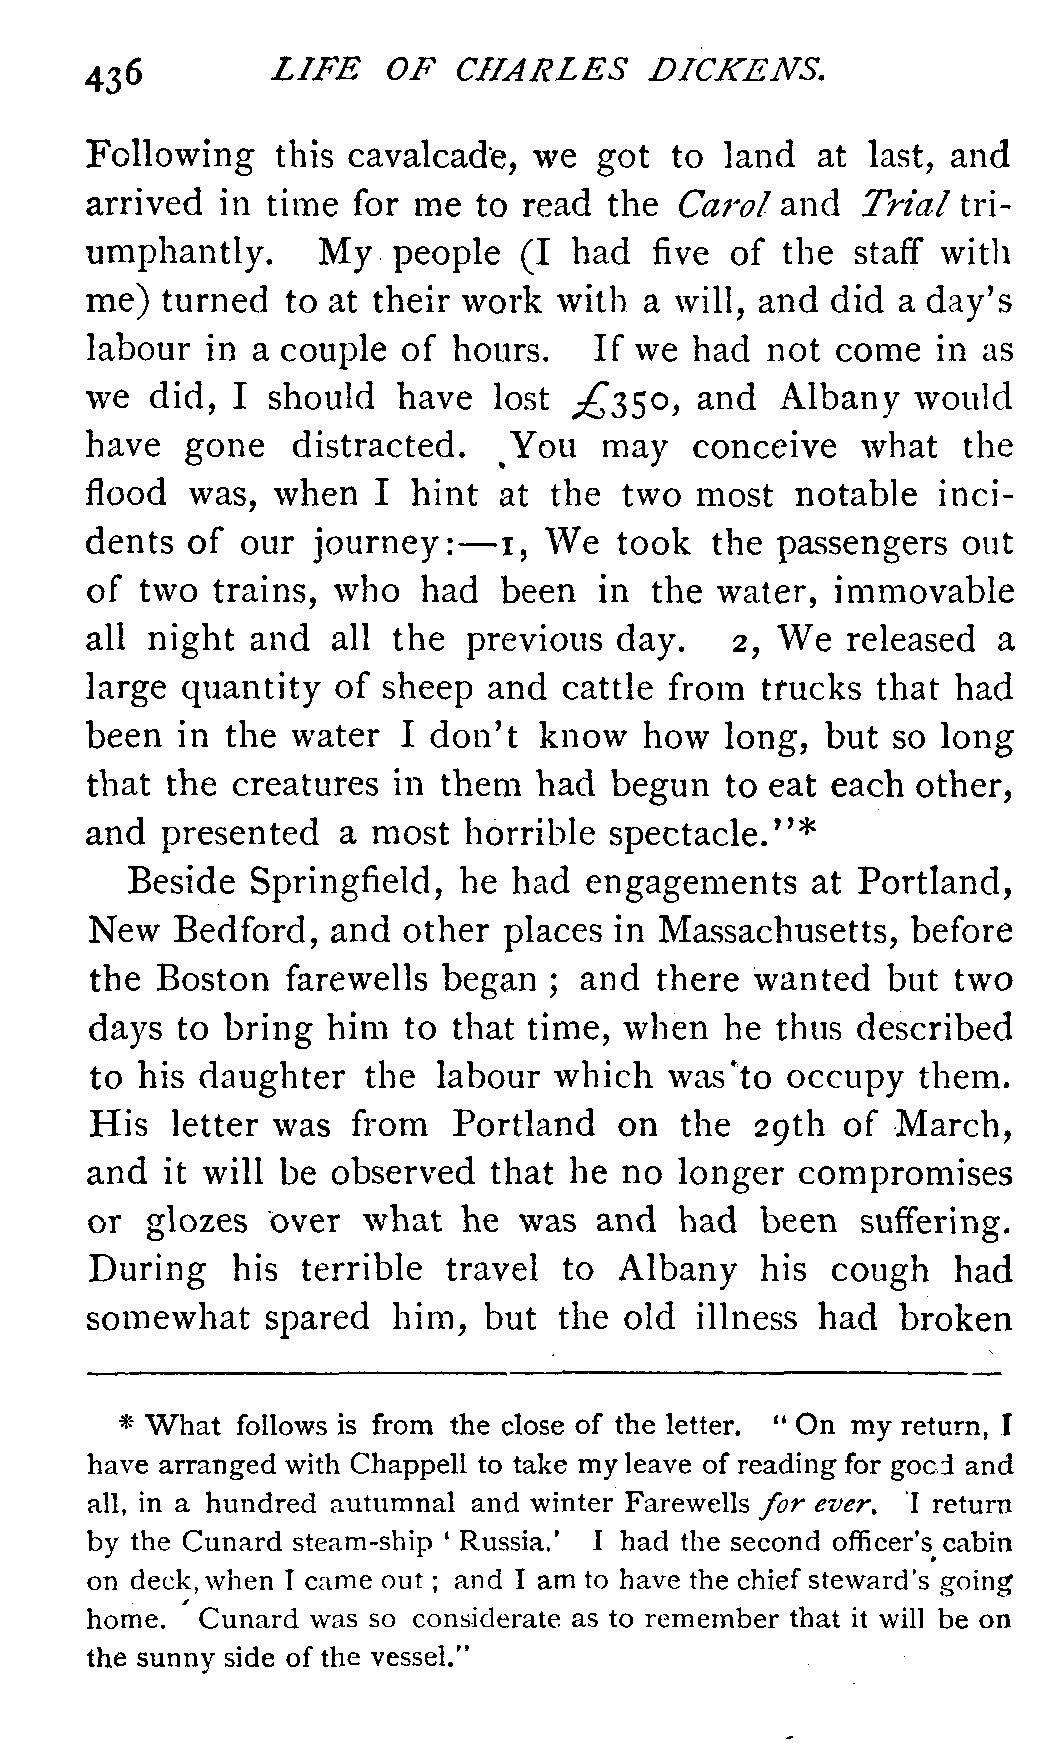 436 LIFE OF CHARLES DICKENS.
Following this cavalcade, we got to land at last, and
arrived in time for me to read the Carol and Trial tri-
umphantly. My people (I had five of the staff with
me) turned to at their work with a will, and did a day's
labour in a couple of hours. If we had not come in as
we did, I should have lost £350, and Albany would
have gone distracted. You may conceive what the
flood was, when I hint at the two most notable inci-
dents of our journey:—1, We took the passengers out
of two trains, who had been in the water, immovable
all night and all the previous day. 2, We released a
large quantity of sheep and cattle from trucks that had
been in the water I don't know how long, but so long
that the creatures in them had begun to eat each other,
and presented a most horrible spectacle."*
Beside Springfield, he had engagements at Portland,
New Bedford, and other places in Massachusetts, before
the Boston farewells began ; and there wanted but two
days to bring him to that time, when he thus described
to his daughter the labour which was to occupy them.
His letter was from Portland on the 29th of March,
and it will be observed that he no longer compromises
or glozes over what he was and had been suffering.
During his terrible travel to Albany his cough had
somewhat spared him, but the old illness had broken
* What follows is from the close of the letter. "On my return, I
have arranged with Chappell to take my leave of reading for good and
all, in a hundred autumnal and winter Farewells for ever. I return
by the Cunard steam-ship 'Russia.' I had the second officer's cabin
on deck, when I came out ; and I am to have the chief steward's going
home. Cunard was so considerate as to remember that it will be on
the sunny side of the vessel."